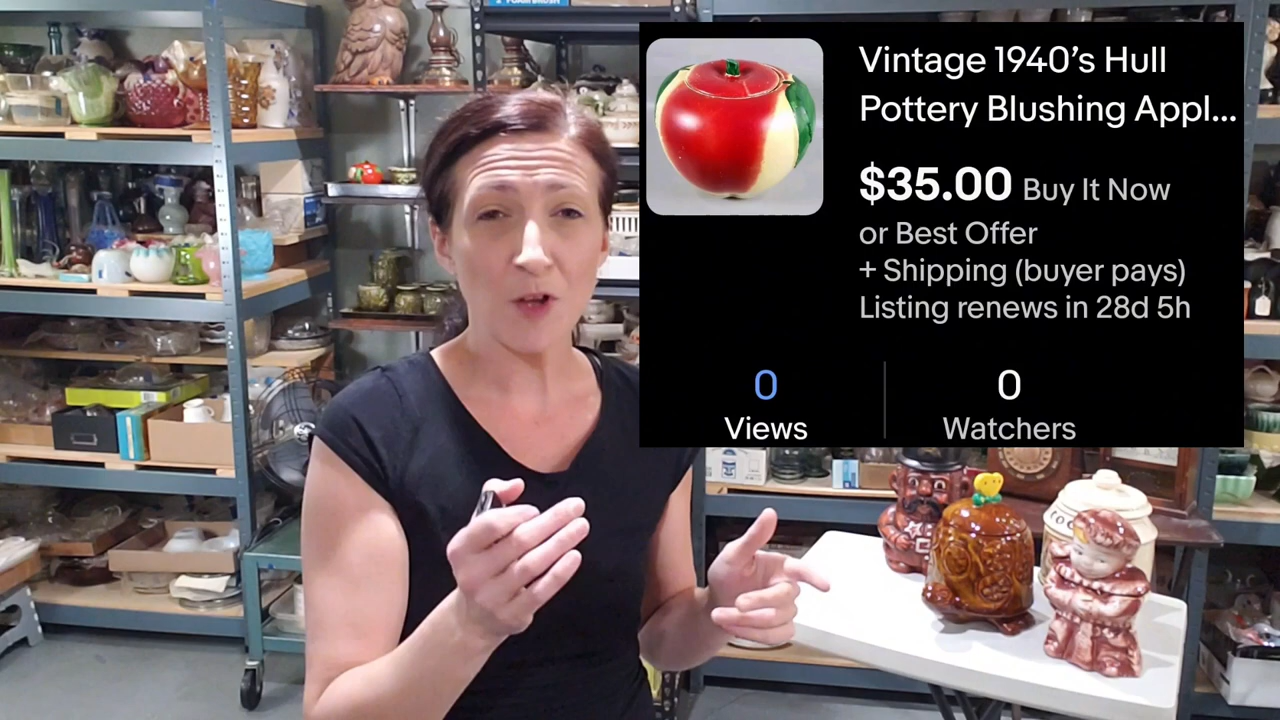 Vintage 1940's Hull
Pottery Blushing Appl...
$35.00 Buy It Now
or Best Offer
+ Shipping (buyer pays)
Listing renews in 28d 5h
0
0
Views
Watchers